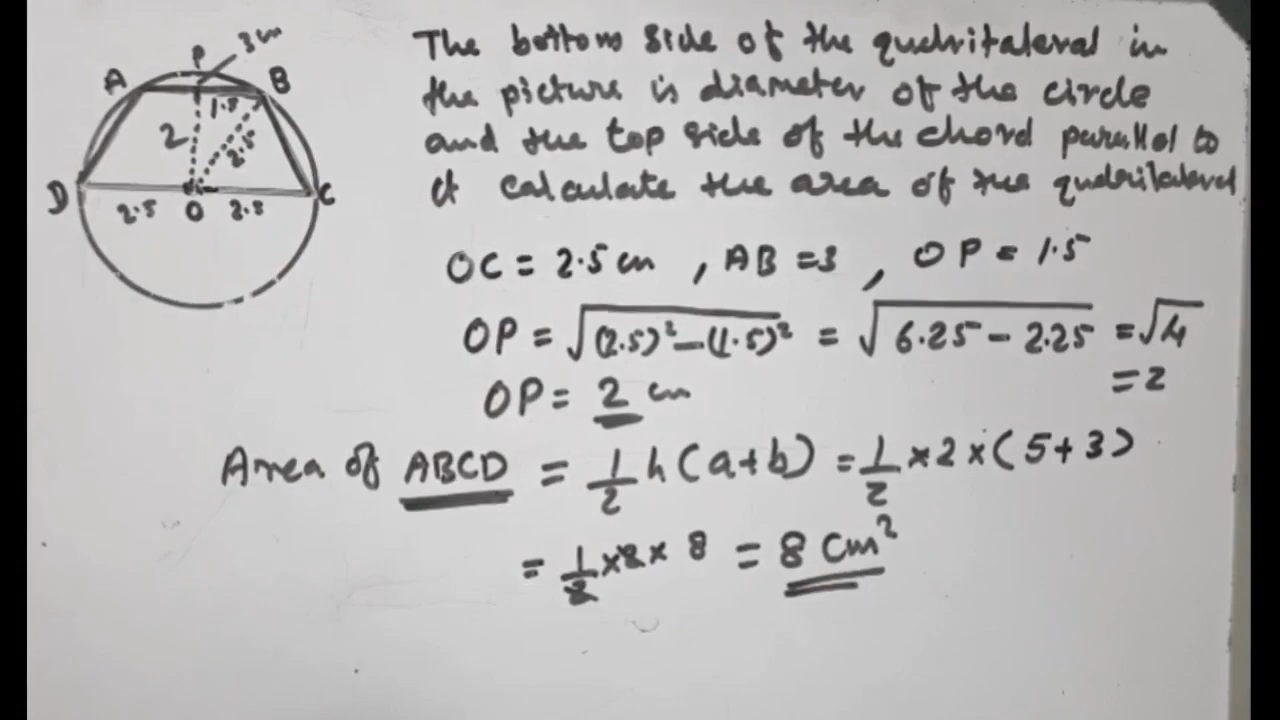 3cm
P
A
B
1.5
2
2.5
D
C
2.5
O
2.5
The bottom side of the qudritaleral in
the picture is diameter of the circle
and the top side of the chord parallel to
it calculate the area of the qudrilateral
OC = 2.5 cm , AB = 3 , OP = 1.5
OP = √(2.5)² - (1.5)² = √6.25 - 2.25 = √4
= 2
OP = 2 cm
Area of ABCD = 1/2 h (a+b) = 1/2 × 2 × (5+3)
= 1/2 × 2 × 8 = 8 cm²